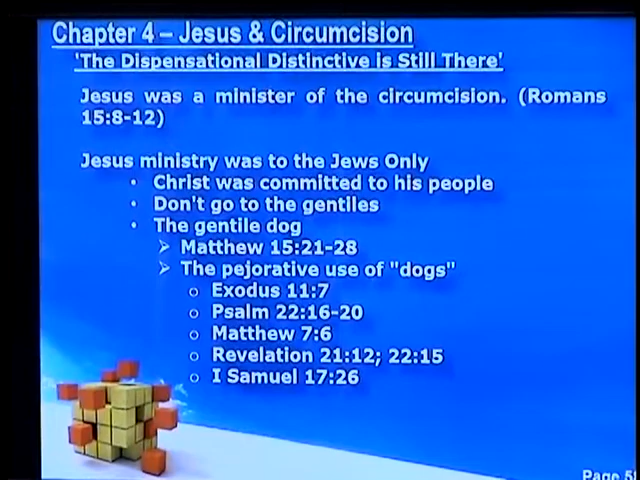 Chapter 4 – Jesus & Circumcision
'The Dispensational Distinctive is Still There'
Jesus was a minister of the circumcision. (Romans
15:8-12)
Jesus ministry was to the Jews Only
• Christ was committed to his people
• Don't go to the gentiles
• The gentile dog
➢ Matthew 15:21-28
➢ The pejorative use of "dogs"
o Exodus 11:7
o Psalm 22:16-20
o Matthew 7:6
o Revelation 21:12; 22:15
o I Samuel 17:26
Page